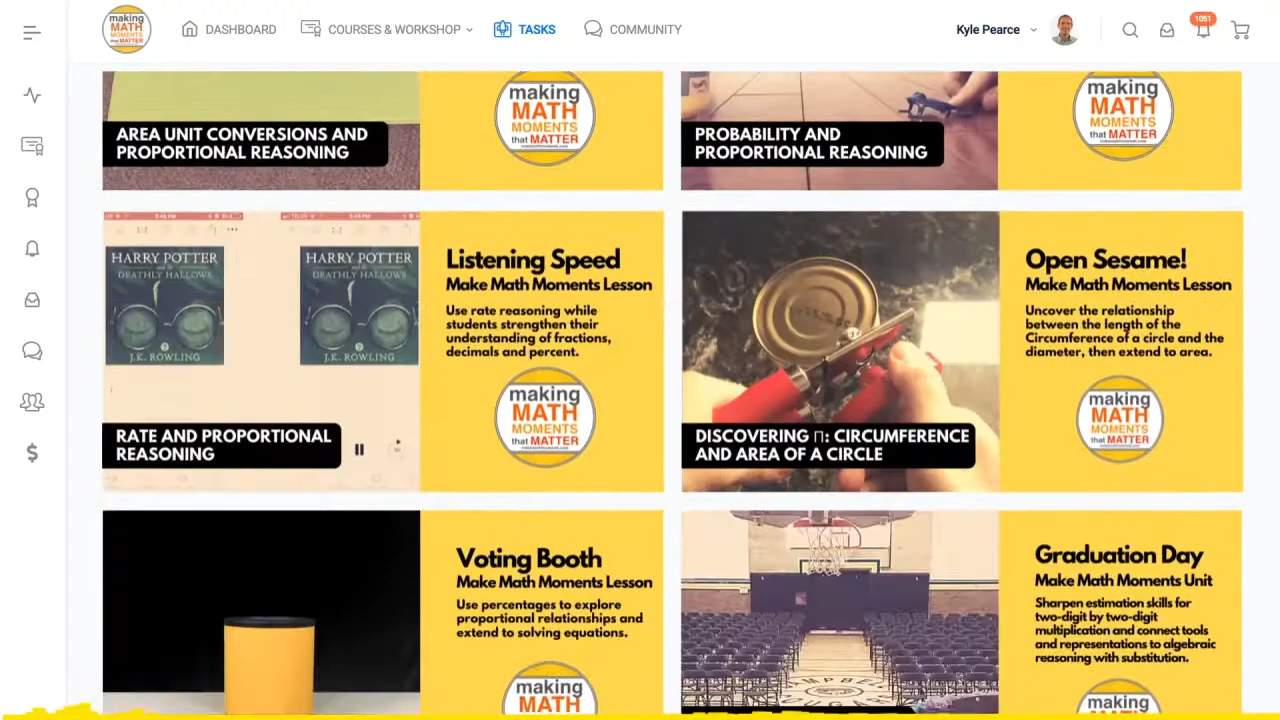 making
MATH
MOMENTS
that MATTER
DASHBOARD
COURSES & WORKSHOP
TASKS
COMMUNITY
Kyle Pearce
1051
AREA UNIT CONVERSIONS AND
PROPORTIONAL REASONING
making
MATH
MOMENTS
that MATTER
PROBABILITY AND
PROPORTIONAL REASONING
making
MATH
MOMENTS
that MATTER
HARRY POTTER
and the
DEATHLY HALLOWS
J.K. ROWLING
HARRY POTTER
and the
DEATHLY HALLOWS
J.K. ROWLING
RATE AND PROPORTIONAL
REASONING
Listening Speed
Make Math Moments Lesson
Use rate reasoning while
students strengthen their
understanding of fractions,
decimals and percent.
making
MATH
MOMENTS
that MATTER
DISCOVERING π: CIRCUMFERENCE
AND AREA OF A CIRCLE
Open Sesame!
Make Math Moments Lesson
Uncover the relationship
between the length of the
Circumference of a circle and the
diameter, then extend to area.
making
MATH
MOMENTS
that MATTER
Voting Booth
Make Math Moments Lesson
Use percentages to explore
proportional relationships and
extend to solving equations.
making
MATH
Graduation Day
Make Math Moments Unit
Sharpen estimation skills for
two-digit by two-digit
multiplication and connect tools
and representations to algebraic
reasoning with substitution.
making
MATH